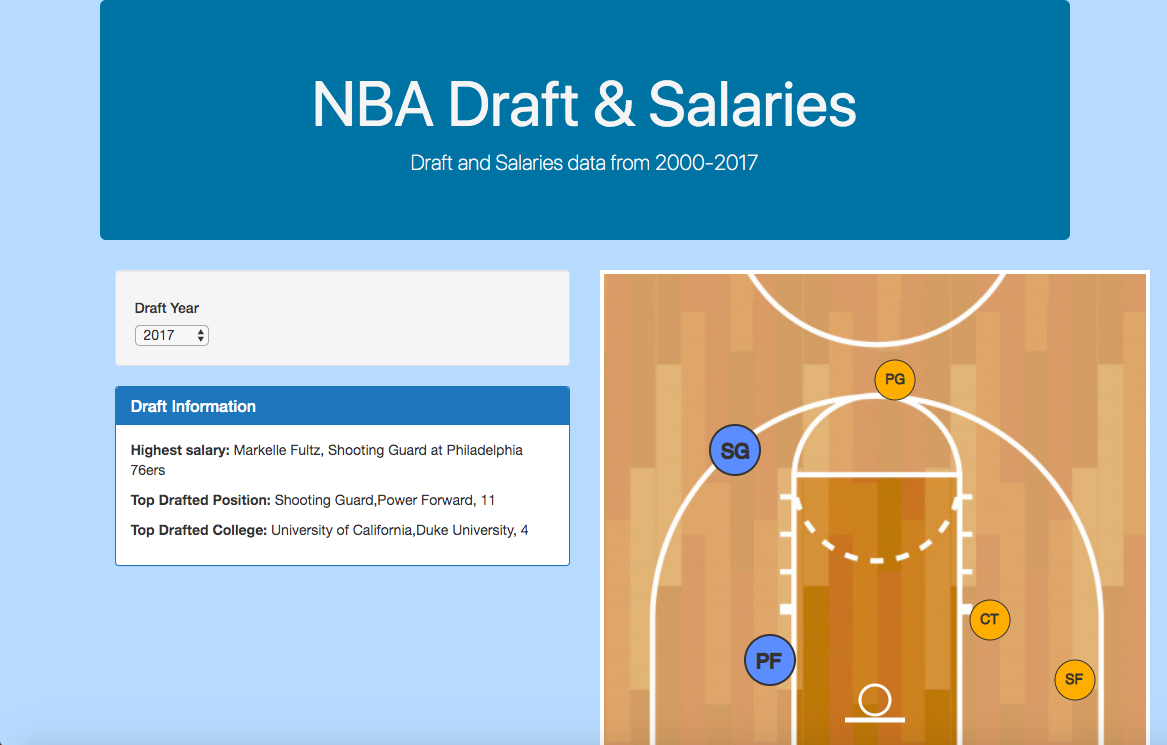 NBA Draft & Salaries
Draft and Salaries data from 2000-2017
Draft Year
2017
Draft Information
Highest salary: Markelle Fultz, Shooting Guard at Philadelphia
76ers
Top Drafted Position: Shooting Guard,Power Forward, 11
Top Drafted College: University of California,Duke University, 4
PG
SG
CT
PF
SF